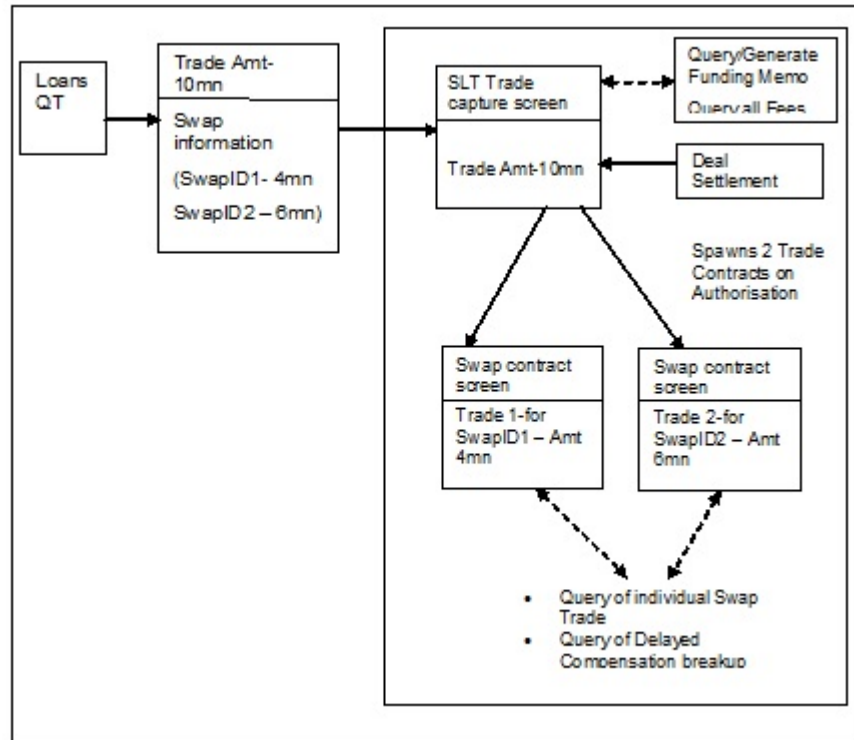 Loans
QT
Trade Amt-
10mn
Swap
information
(SwapID1- 4mn
SwapID2 – 6mn)
SLT Trade
capture screen
Trade Amt-10mn
Query/Generate
Funding Memo
Query all Fees
Deal
Settlement
Spawns 2 Trade
Contracts on
Authorisation
Swap contract
screen
Trade 1-for
SwapID1 – Amt
4mn
Swap contract
screen
Trade 2-for
SwapID2 – Amt
6mn
• Query of individual Swap
Trade
• Query of Delayed
Compensation breakup